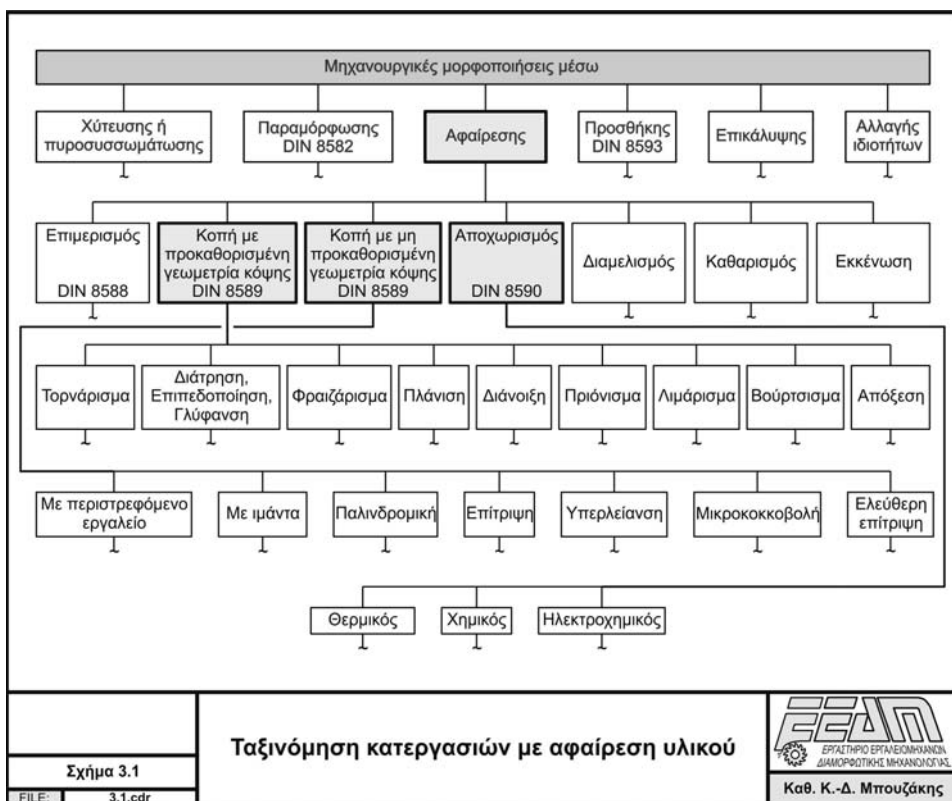 Μηχανουργικές μορφοποιήσεις μέσω
Χύτευσης ή
πυροσυσσωμάτωσης
Παραμόρφωσης
DIN 8582
Αφαίρεσης
Προσθήκης
DIN 8593
Επικάλυψης
Αλλαγής
ιδιοτήτων
Επιμερισμός
DIN 8588
Κοπή με
προκαθορισμένη
γεωμετρία κόψης
DIN 8589
Κοπή με μη
προκαθορισμένη
γεωμετρία κόψης
DIN 8589
Αποχωρισμός
DIN 8590
Διαμελισμός
Καθαρισμός
Εκκένωση
Τορνάρισμα
Διάτρηση,
Επιπεδοποίηση,
Γλύφανση
Φραιζάρισμα
Πλάνιση
Διάνοιξη
Πριόνισμα
Λιμάρισμα
Βούρτσισμα
Απόξεση
Με περιστρεφόμενο
εργαλείο
Με ιμάντα
Παλινδρομική
Επίτριψη
Υπερλείανση
Μικροκοκκοβολή
Ελεύθερη
επίτριψη
Θερμικός
Χημικός
Ηλεκτροχημικός
Σχήμα 3.1
FILE: 3.1.cdr
Ταξινόμηση κατεργασιών με αφαίρεση υλικού
ΕΕΔΜ
ΕΡΓΑΣΤΗΡΙΟ ΕΡΓΑΛΕΙΟΜΗΧΑΝΩΝ
ΔΙΑΜΟΡΦΩΤΙΚΗΣ ΜΗΧΑΝΟΛΟΓΙΑΣ
Καθ. Κ.-Δ. Μπουζάκης